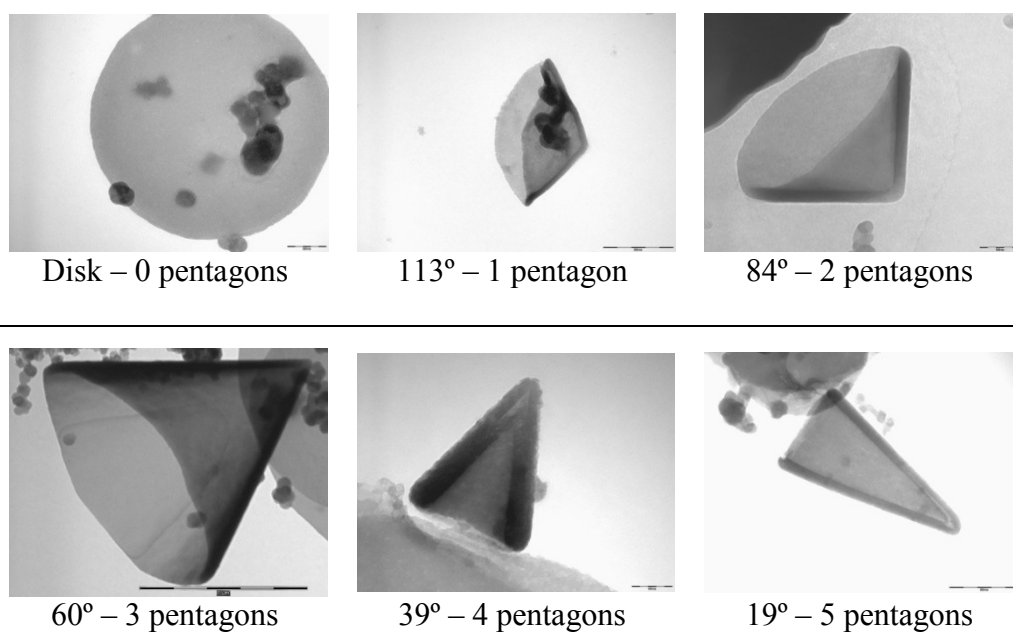 Disk – 0 pentagons
113º – 1 pentagon
84º – 2 pentagons
60º – 3 pentagons
39º – 4 pentagons
19º – 5 pentagons